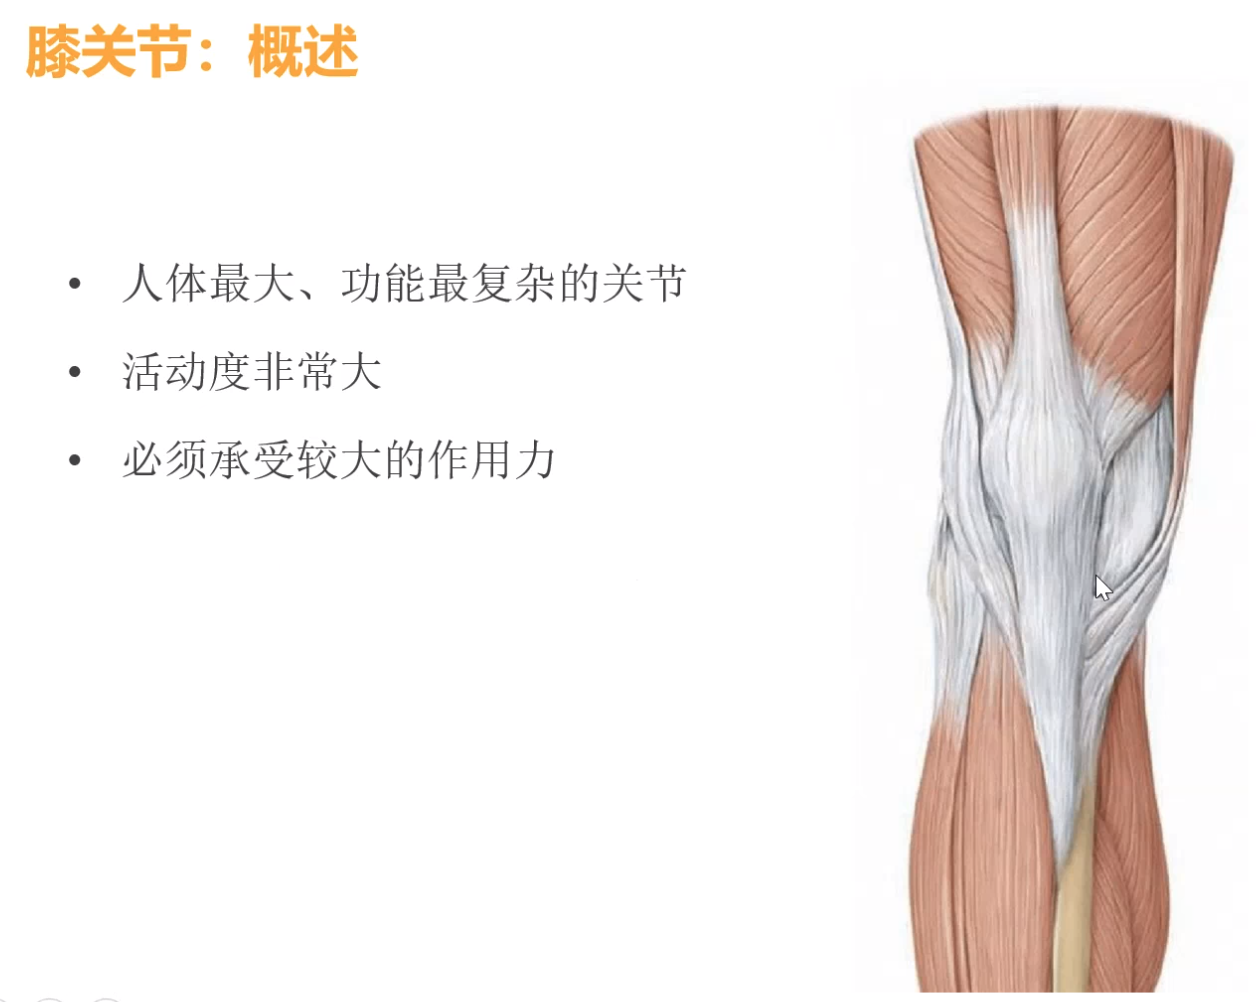 膝关节：概述
• 人体最大、功能最复杂的关节
• 活动度非常大
• 必须承受较大的作用力